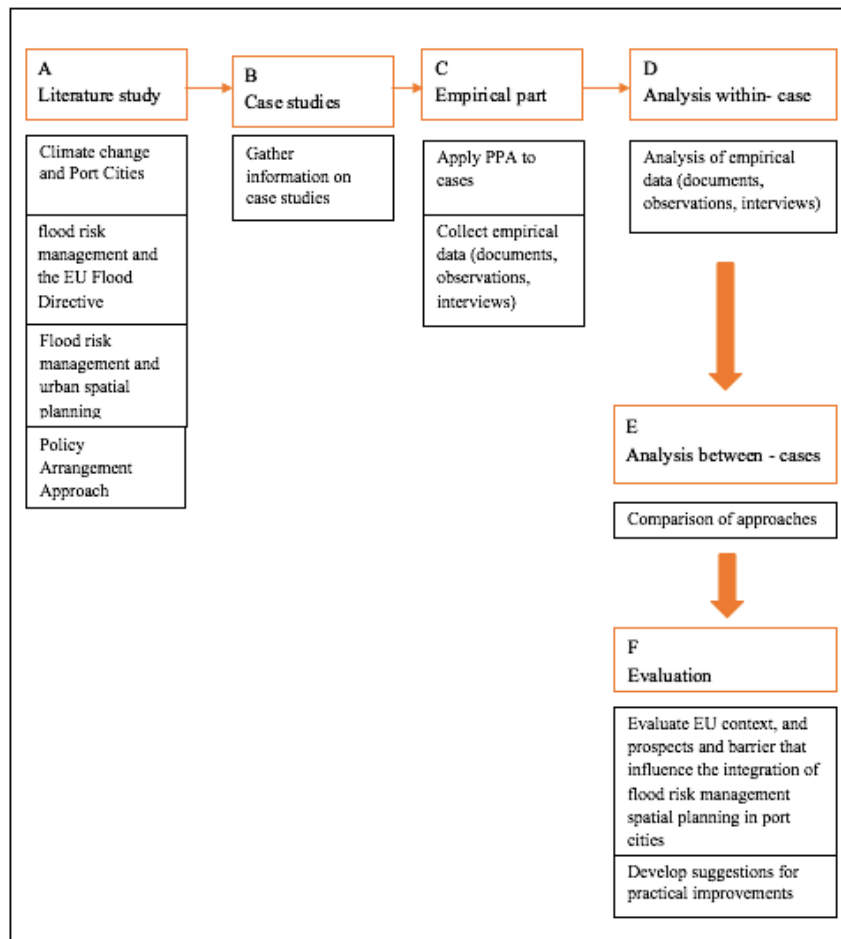 A
Literature study
Climate change
and Port Cities
flood risk
management and
the EU Flood
Directive
Flood risk
management and
urban spatial
planning
Policy
Arrangement
Approach
B
Case studies
Gather
information on
case studies
C
Empirical part
Apply PPA to
cases
Collect empirical
data (documents,
observations,
interviews)
D
Analysis within- case
Analysis of empirical
data (documents,
observations, interviews)
E
Analysis between - cases
Comparison of approaches
F
Evaluation
Evaluate EU context, and
prospects and barrier that
influence the integration of
flood risk management
spatial planning in port
cities
Develop suggestions for
practical improvements